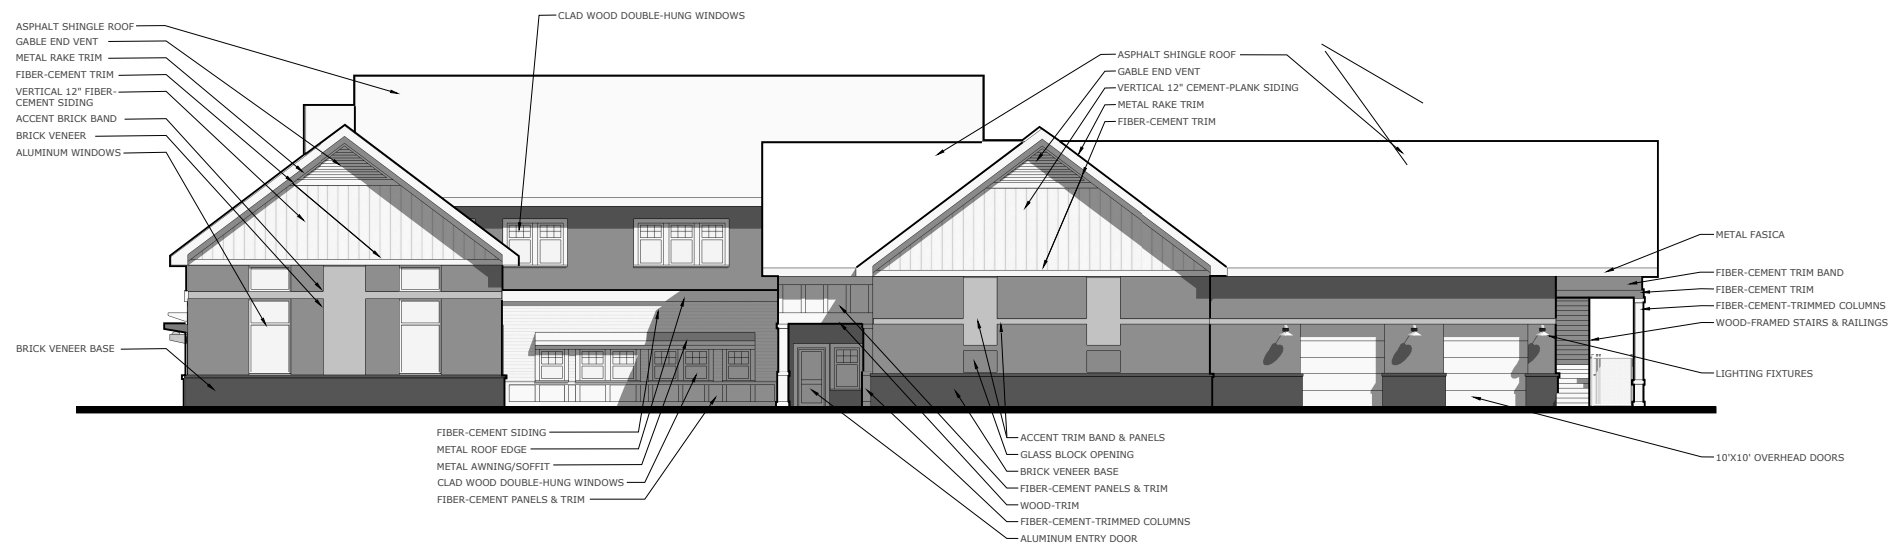 CLAD WOOD DOUBLE-HUNG WINDOWS
ASPHALT SHINGLE ROOF
GABLE END VENT
METAL RAKE TRIM
FIBER-CEMENT TRIM
VERTICAL 12" FIBER-
CEMENT SIDING
ACCENT BRICK BAND
BRICK VENEER
ALUMINUM WINDOWS
BRICK VENEER BASE
ASPHALT SHINGLE ROOF
GABLE END VENT
VERTICAL 12" CEMENT-PLANK SIDING
METAL RAKE TRIM
FIBER-CEMENT TRIM
METAL FASICA
FIBER-CEMENT TRIM BAND
FIBER-CEMENT TRIM
FIBER-CEMENT-TRIMMED COLUMNS
WOOD-FRAMED STAIRS & RAILINGS
LIGHTING FIXTURES
10'X10' OVERHEAD DOORS
FIBER-CEMENT SIDING
METAL ROOF EDGE
METAL AWNING/SOFFIT
CLAD WOOD DOUBLE-HUNG WINDOWS
FIBER-CEMENT PANELS & TRIM
ACCENT TRIM BAND & PANELS
GLASS BLOCK OPENING
BRICK VENEER BASE
FIBER-CEMENT PANELS & TRIM
WOOD-TRIM
FIBER-CEMENT-TRIMMED COLUMNS
ALUMINUM ENTRY DOOR